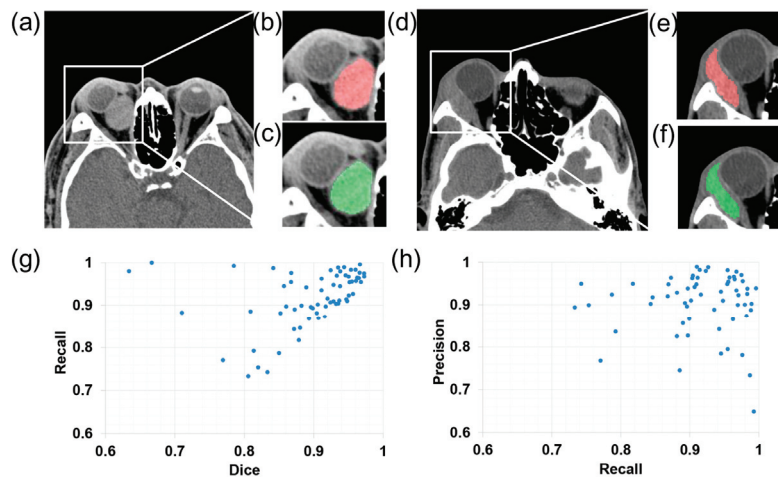 (a) (b) (d) (e)
(c) (f)
(g) (h)
1 1
0.9 0.9
Recall 0.8 Precision 0.8
0.7 0.7
0.6 0.6
0.6 0.7 0.8 0.9 1 0.6 0.7 0.8 0.9 1
Dice Recall